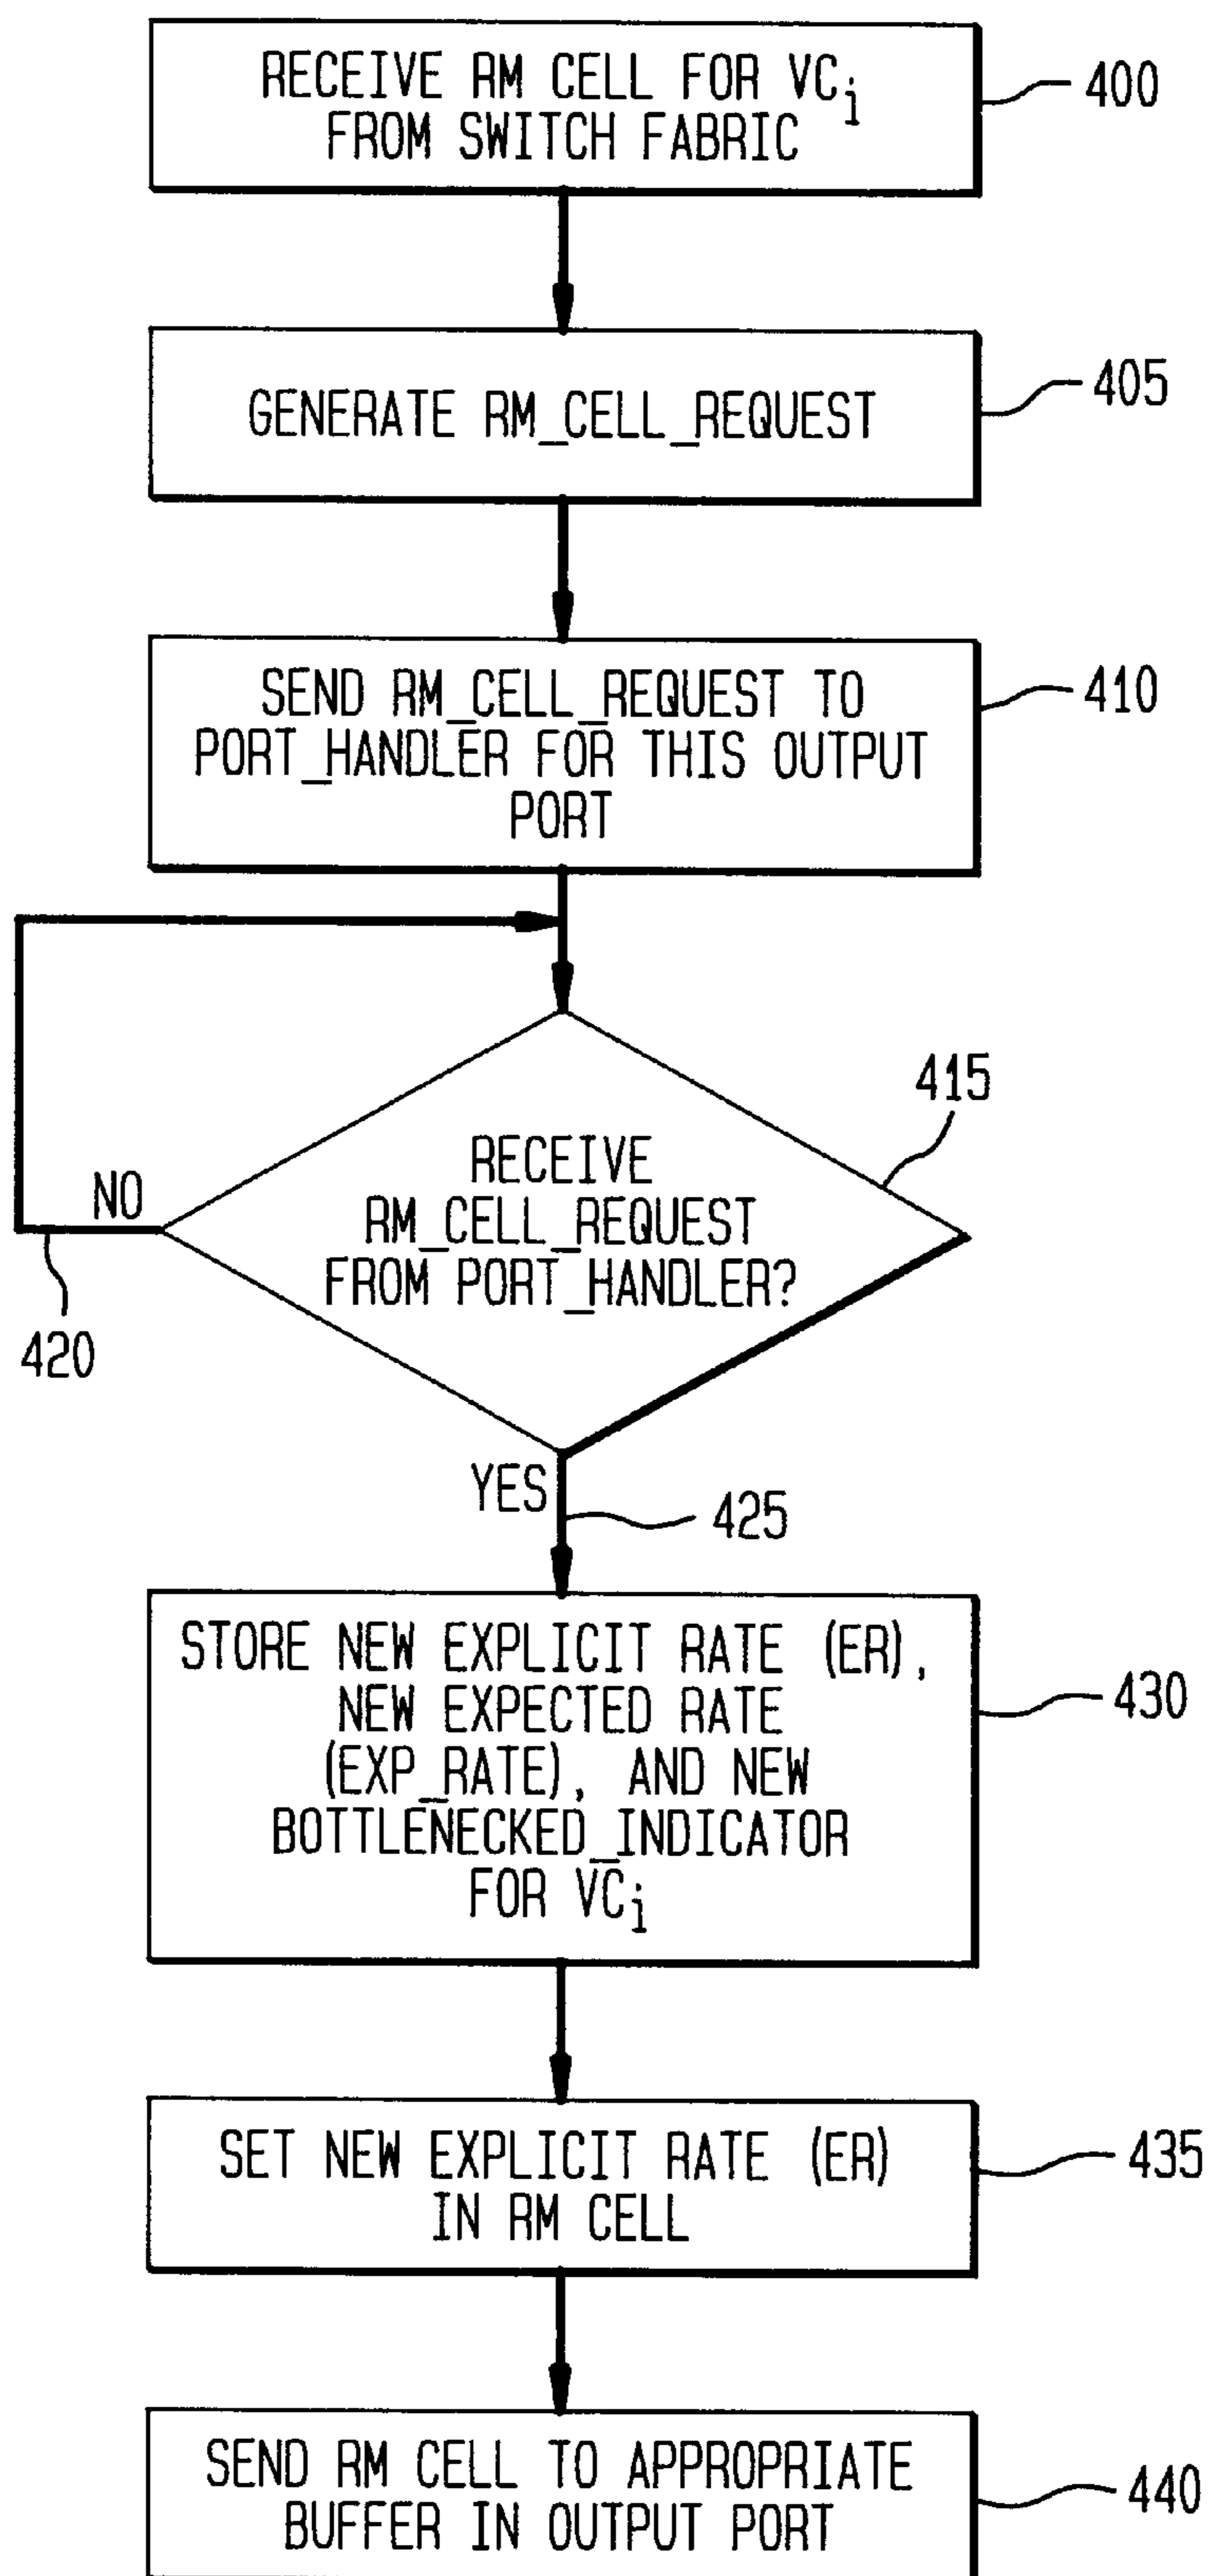 RECEIVE RM CELL FOR VCi
FROM SWITCH FABRIC
400
GENERATE RM_CELL_REQUEST
405
SEND RM_CELL_REQUEST TO
PORT_HANDLER FOR THIS OUTPUT
PORT
410
415
RECEIVE
RM_CELL_REQUEST
FROM PORT_HANDLER?
NO
420
YES
425
STORE NEW EXPLICIT RATE (ER),
NEW EXPECTED RATE
(EXP_RATE), AND NEW
BOTTLENECKED_INDICATOR
FOR VCi
430
SET NEW EXPLICIT RATE (ER)
IN RM CELL
435
SEND RM CELL TO APPROPRIATE
BUFFER IN OUTPUT PORT
440